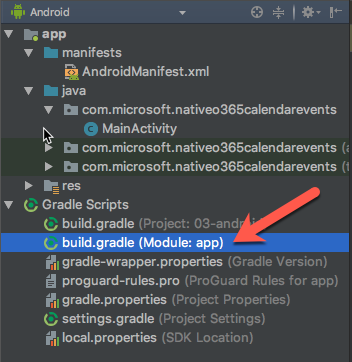 Android
app
manifests
AndroidManifest.xml
java
com.microsoft.nativeo365calendarevents
MainActivity
com.microsoft.nativeo365calendarevents (
com.microsoft.nativeo365calendarevents (
res
Gradle Scripts
build.gradle (Project: 03-android
build.gradle (Module: app)
gradle-wrapper.properties (Gradle Version)
proguard-rules.pro (ProGuard Rules for app)
gradle.properties (Project Properties)
settings.gradle (Project Settings)
local.properties (SDK Location)